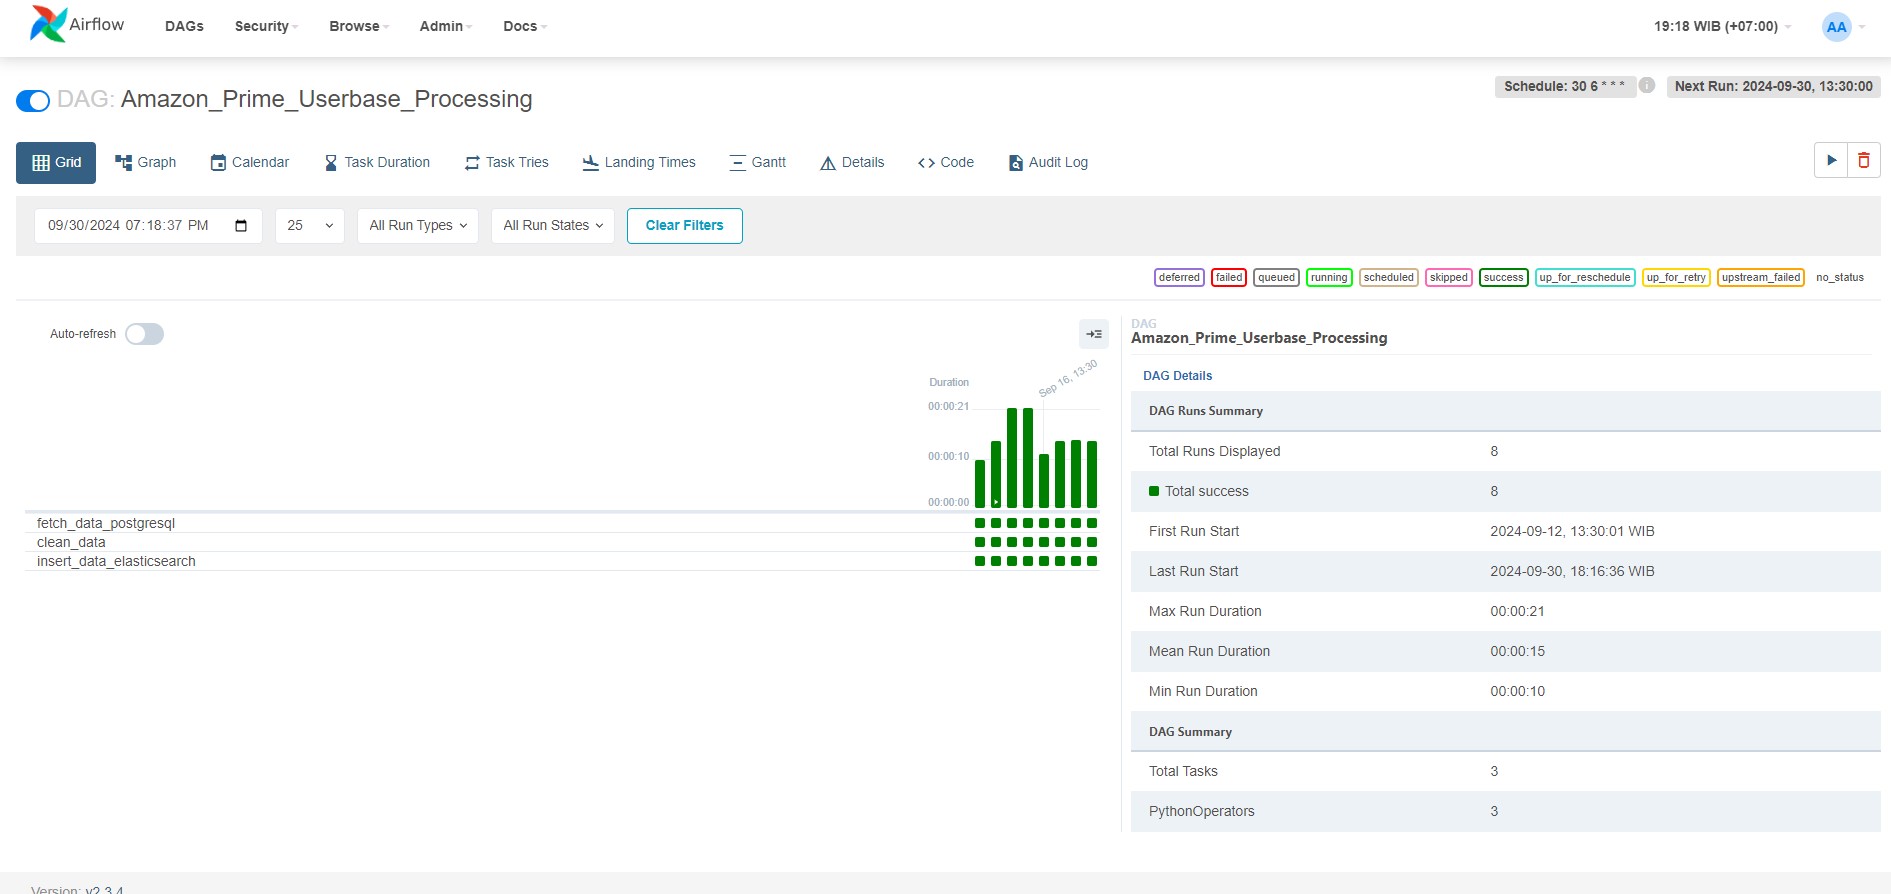 Airflow DAGs Security Browse Admin Docs 19:18 WIB (+07:00) AA
DAG: Amazon_Prime_Userbase_Processing Schedule: 30 6 * * * i Next Run: 2024-09-30, 13:30:00
Grid Graph Calendar Task Duration Task Tries Landing Times Gantt Details Code Audit Log
09/30/2024 07:18:37 PM 25 All Run Types All Run States Clear Filters
deferred failed queued running scheduled skipped success up_for_reschedule up_for_retry upstream_failed no_status
Auto-refresh
Duration
Sep 16, 13:30
00:00:21
00:00:10
00:00:00
fetch_data_postgresql
clean_data
insert_data_elasticsearch
DAG
Amazon_Prime_Userbase_Processing
DAG Details
DAG Runs Summary
Total Runs Displayed 8
Total success 8
First Run Start 2024-09-12, 13:30:01 WIB
Last Run Start 2024-09-30, 18:16:36 WIB
Max Run Duration 00:00:21
Mean Run Duration 00:00:15
Min Run Duration 00:00:10
DAG Summary
Total Tasks 3
PythonOperators 3
Version: v2.3.4